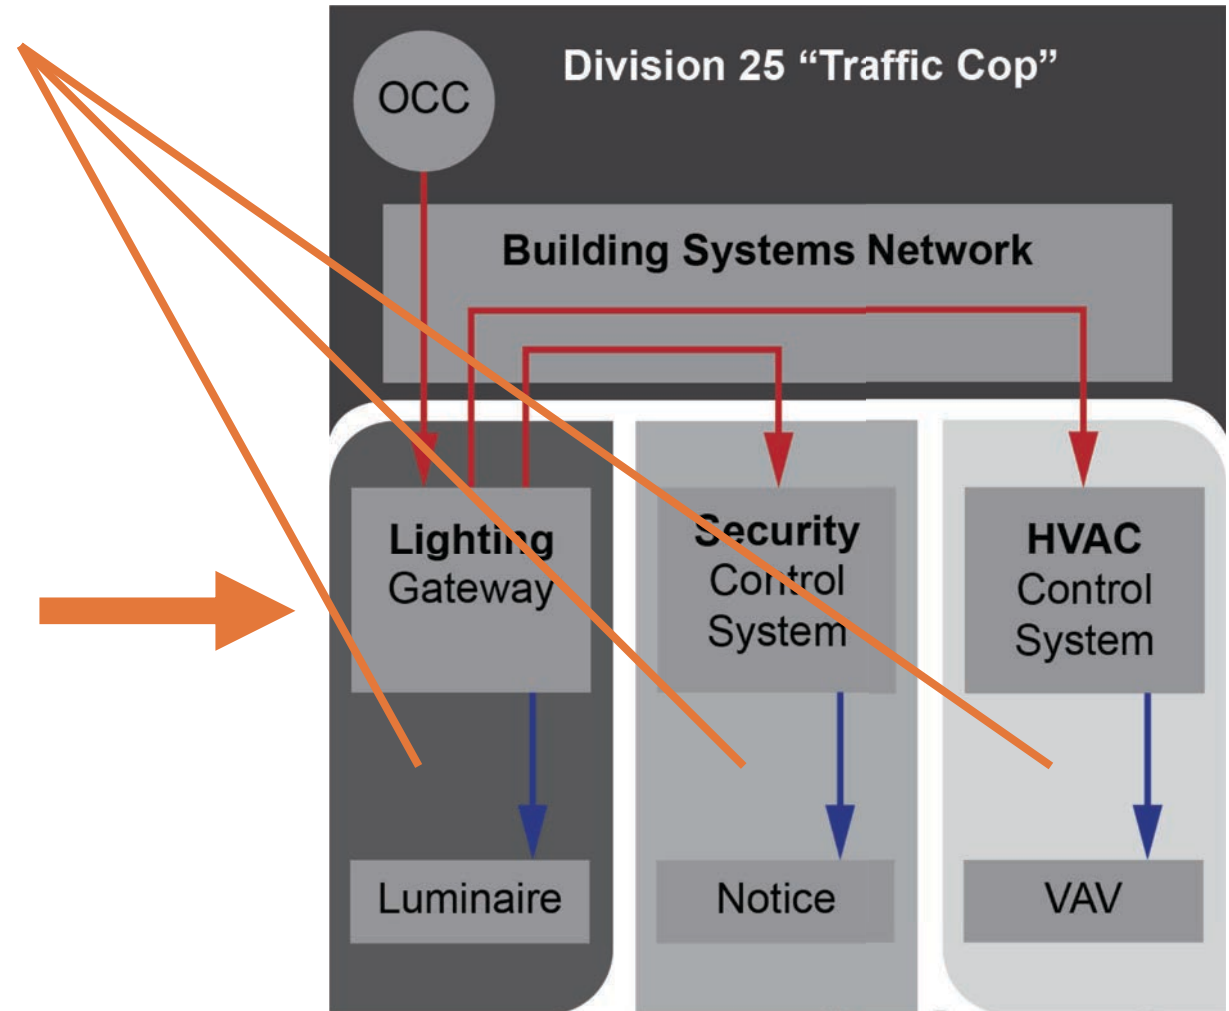 Division 25 “Traffic Cop”
OCC
Building Systems Network
Lighting
Gateway
Security
Control
System
HVAC
Control
System
Luminaire
Notice
VAV